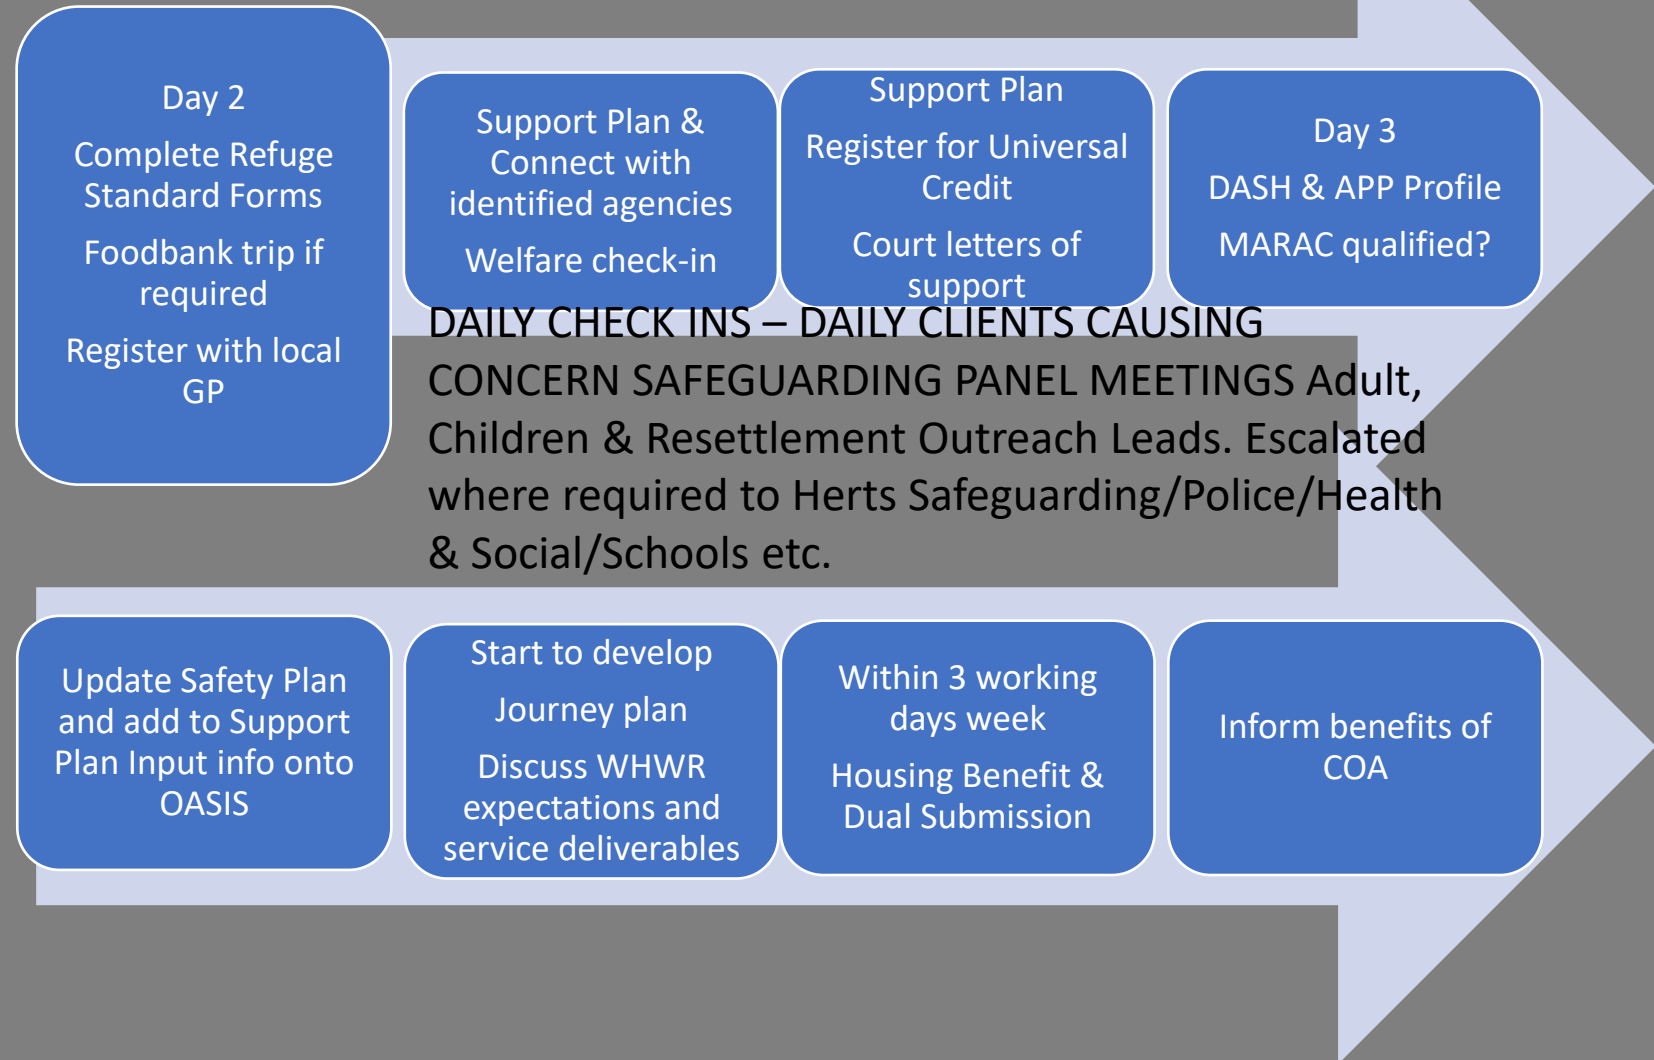 Day 2
Complete Refuge
Standard Forms
Foodbank trip if
required
Register with local
GP
Support Plan &
Connect with
identified agencies
Welfare check-in
Support Plan
Register for Universal
Credit
Court letters of
support
Day 3
DASH & APP Profile
MARAC qualified?
DAILY CHECK INS – DAILY CLIENTS CAUSING
CONCERN SAFEGUARDING PANEL MEETINGS Adult,
Children & Resettlement Outreach Leads. Escalated
where required to Herts Safeguarding/Police/Health
& Social/Schools etc.
Update Safety Plan
and add to Support
Plan Input info onto
OASIS
Start to develop
Journey plan
Discuss WHWR
expectations and
service deliverables
Within 3 working
days week
Housing Benefit &
Dual Submission
Inform benefits of
COA